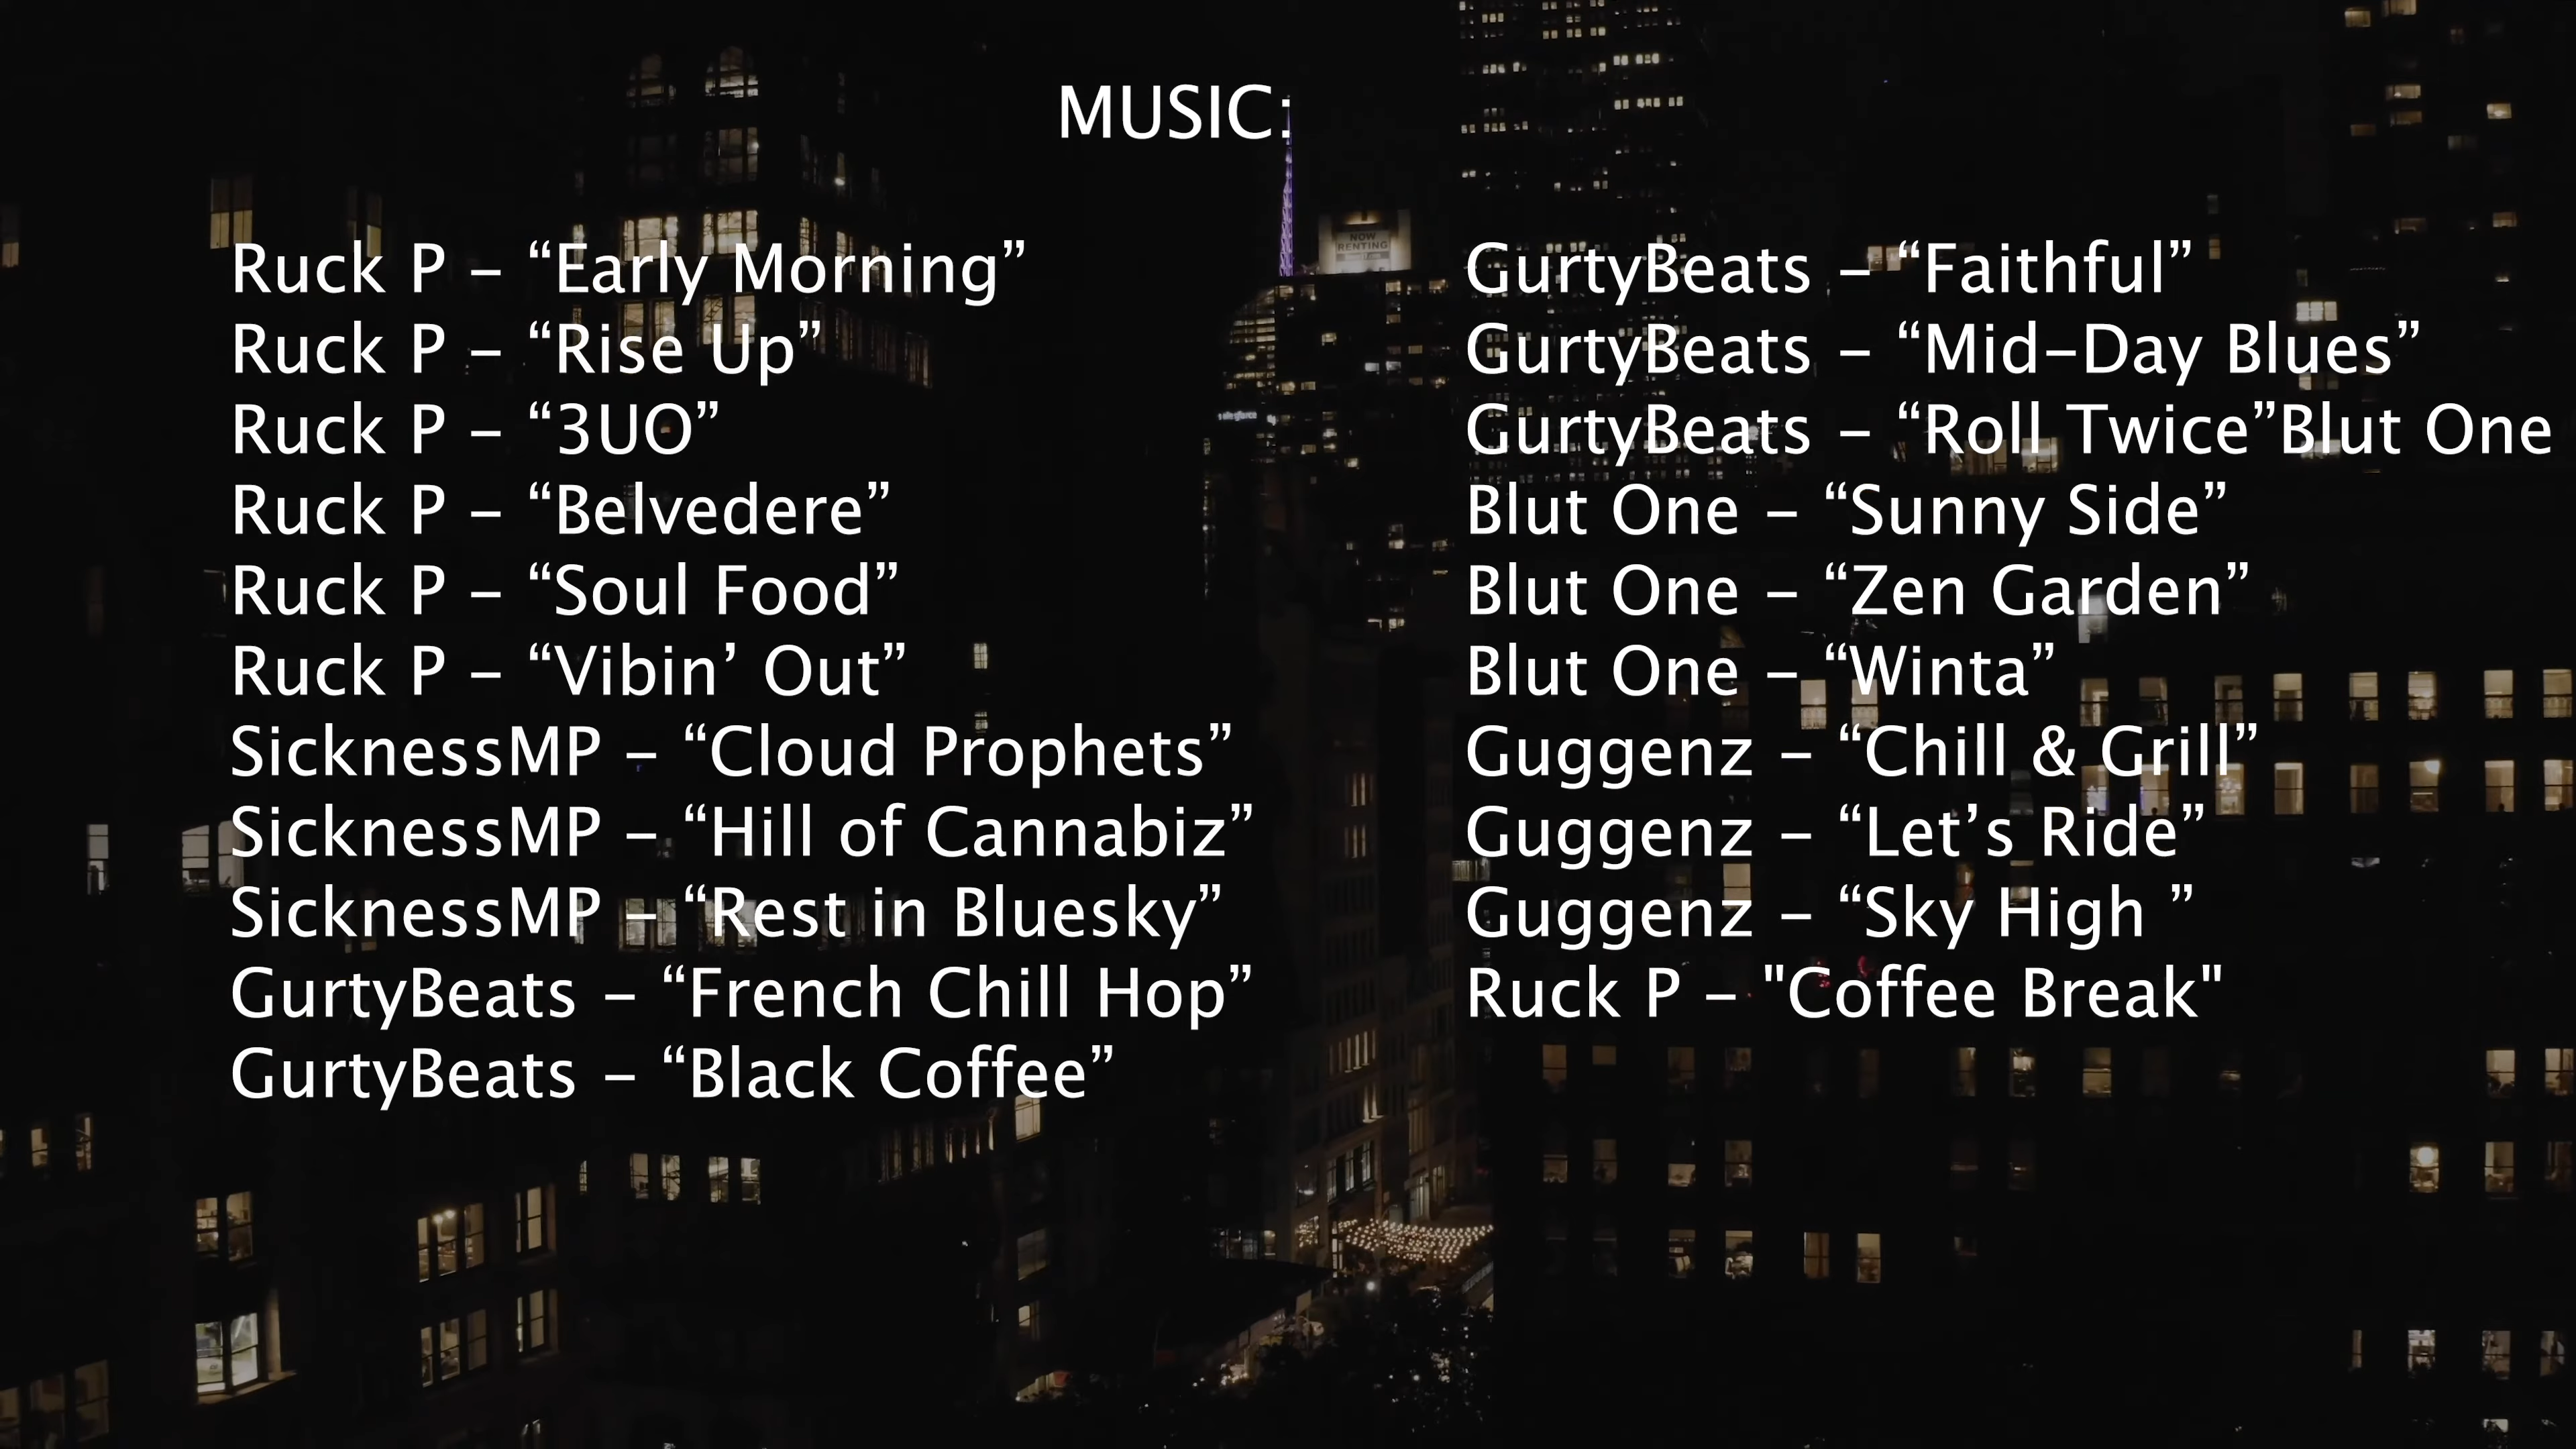 MUSIC:
Ruck P – “Early Morning”
Ruck P – “Rise Up”
Ruck P – “3UO”
Ruck P – “Belvedere”
Ruck P – “Soul Food”
Ruck P – “Vibin’ Out”
SicknessMP – “Cloud Prophets”
SicknessMP – “Hill of Cannabiz”
SicknessMP – “Rest in Bluesky”
GurtyBeats – “French Chill Hop”
GurtyBeats – “Black Coffee”
GurtyBeats – “Faithful”
GurtyBeats – “Mid-Day Blues”
GurtyBeats – “Roll Twice”Blut One
Blut One – “Sunny Side”
Blut One – “Zen Garden”
Blut One – “Winta”
Guggenz – “Chill & Grill”
Guggenz – “Let’s Ride”
Guggenz – “Sky High ”
Ruck P – "Coffee Break"
NOW
RENTING
salesforce